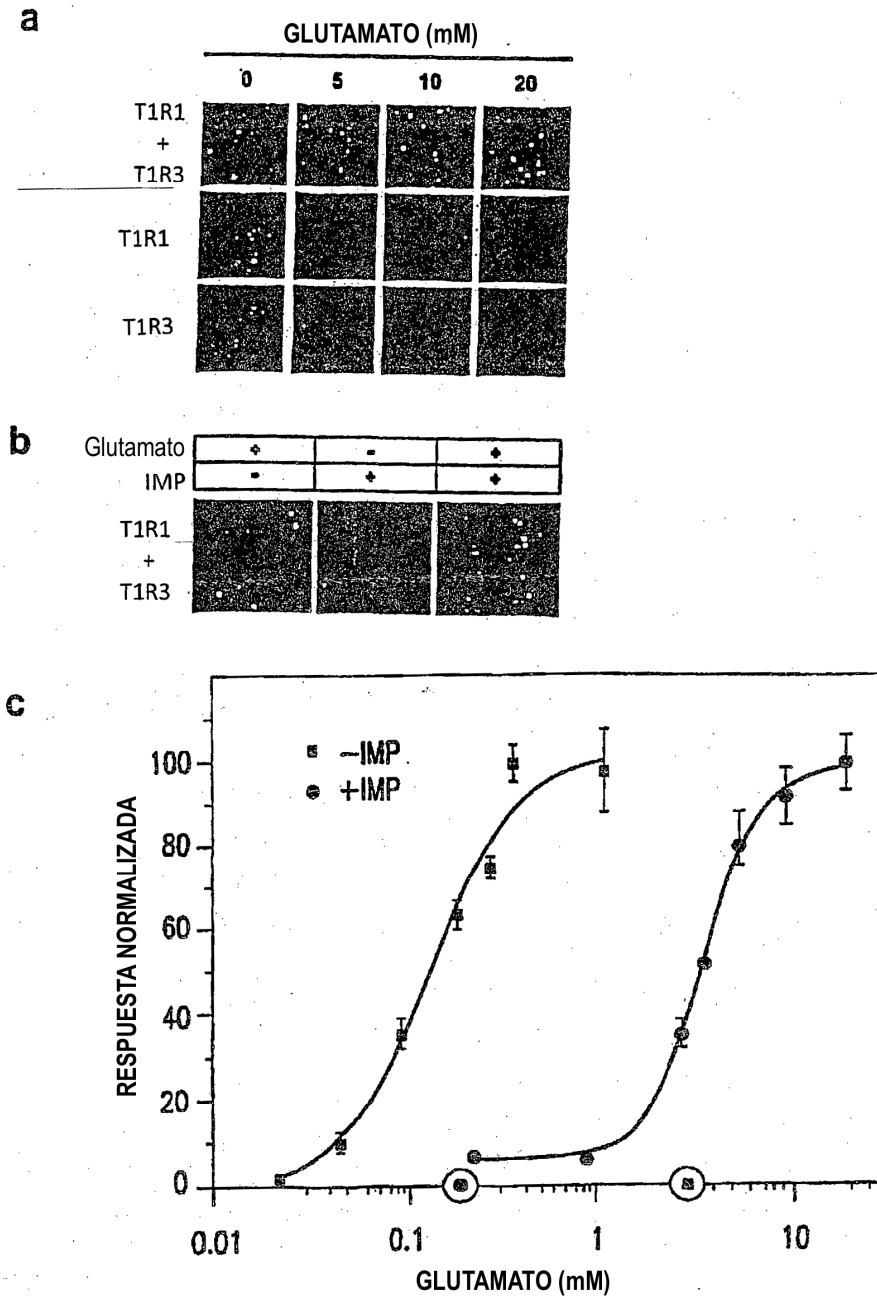 a
GLUTAMATO (mM)
0 5 10 20
T1R1
+
T1R3
T1R1
T1R3
b
Glutamato + - +
IMP - + +
T1R1
+
T1R3
c
RESPUESTA NORMALIZADA
100
80
60
40
20
0
-IMP
+IMP
0.01 0.1 1 10
GLUTAMATO (mM)